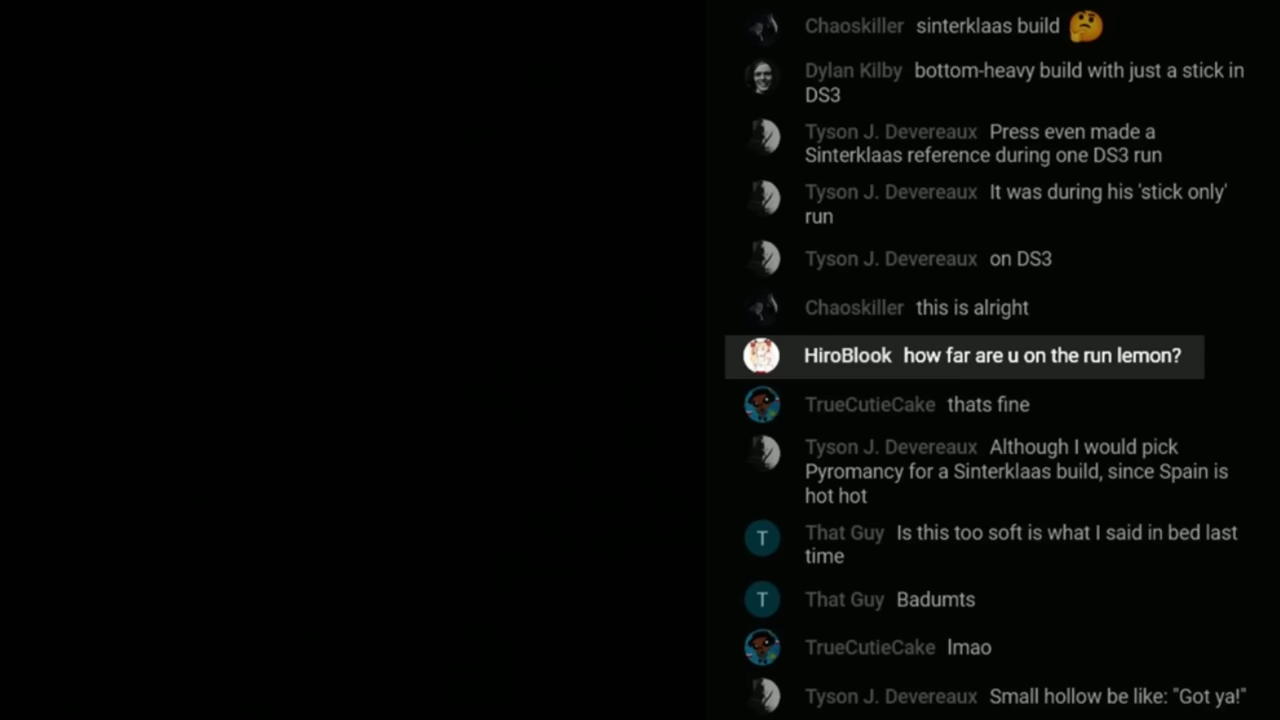 Chaoskiller sinterklaas build 🤔
Dylan Kilby bottom-heavy build with just a stick in
DS3
Tyson J. Devereaux Press even made a
Sinterklaas reference during one DS3 run
Tyson J. Devereaux It was during his 'stick only'
run
Tyson J. Devereaux on DS3
Chaoskiller this is alright
HiroBlook how far are u on the run lemon?
TrueCutieCake thats fine
Tyson J. Devereaux Although I would pick
Pyromancy for a Sinterklaas build, since Spain is
hot hot
T That Guy Is this too soft is what I said in bed last
time
T That Guy Badumts
TrueCutieCake lmao
Tyson J. Devereaux Small hollow be like: "Got ya!"